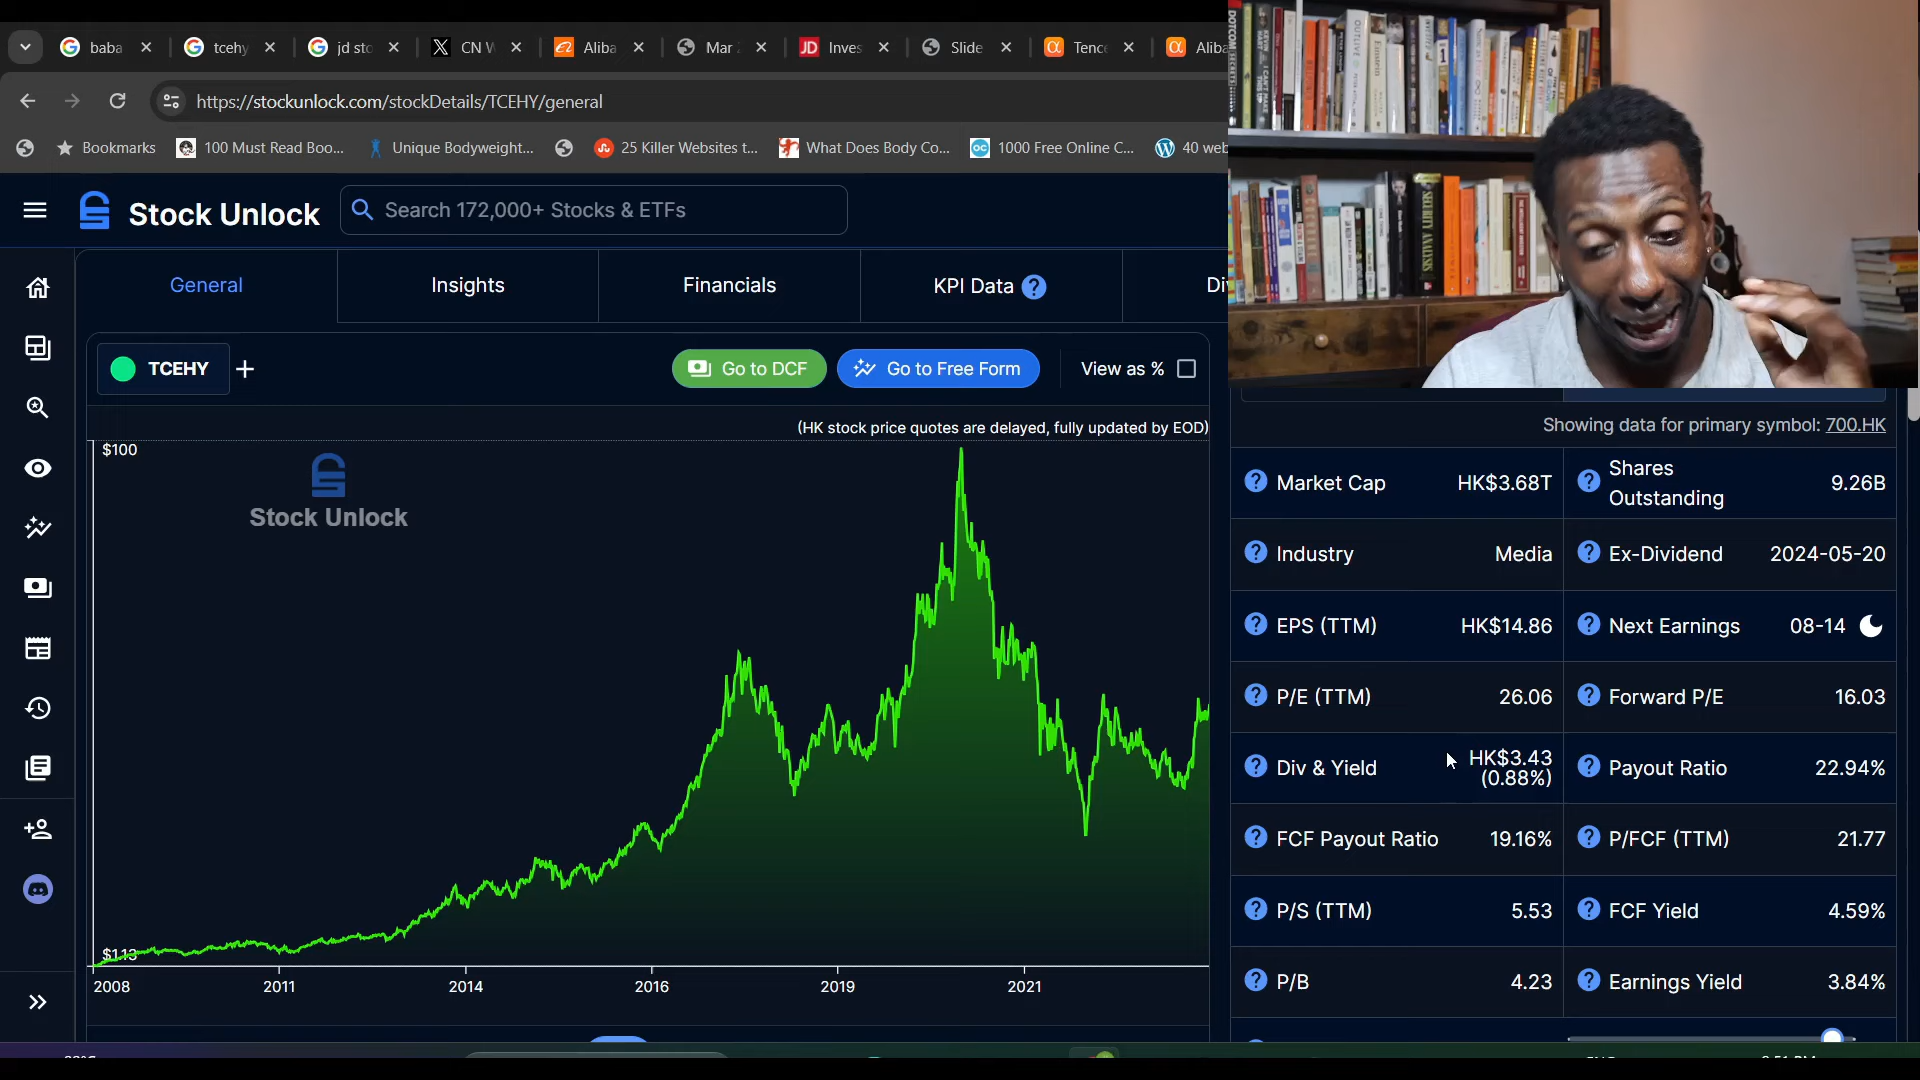 baba
tcehy
jd sto
CN W
Aliba
Mar
Inves
Slide
Tence
Aliba
https://stockunlock.com/stockDetails/TCEHY/general
Bookmarks
100 Must Read Boo...
Unique Bodyweight...
25 Killer Websites t...
What Does Body Co...
1000 Free Online C...
40 web
Stock Unlock
Search 172,000+ Stocks & ETFs
General
Insights
Financials
KPI Data
TCEHY
Go to DCF
Go to Free Form
View as %
(HK stock price quotes are delayed, fully updated by EOD)
$100
Stock Unlock
2008
2011
2014
2016
2019
2021
SECURITY ANALYSIS
Showing data for primary symbol: 700.HK
Market Cap HK$3.68T
Shares
Outstanding 9.26B
Industry Media
Ex-Dividend 2024-05-20
EPS (TTM) HK$14.86
Next Earnings 08-14
P/E (TTM) 26.06
Forward P/E 16.03
Div & Yield HK$3.43
(0.88%)
Payout Ratio 22.94%
FCF Payout Ratio 19.16%
P/FCF (TTM) 21.77
P/S (TTM) 5.53
FCF Yield 4.59%
P/B 4.23
Earnings Yield 3.84%